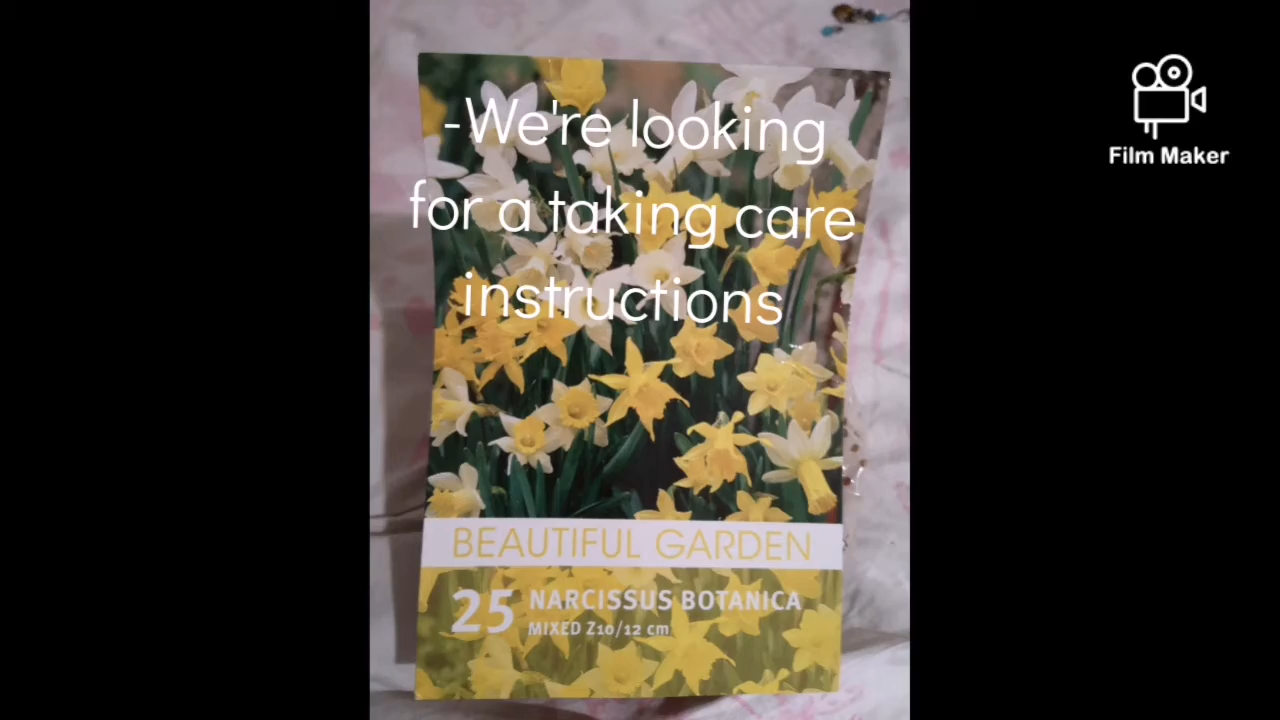 -We're looking
for a taking care
instructions
Film Maker
BEAUTIFUL GARDEN
25 NARCISSUS BOTANICA
MIXED Z10/12 cm